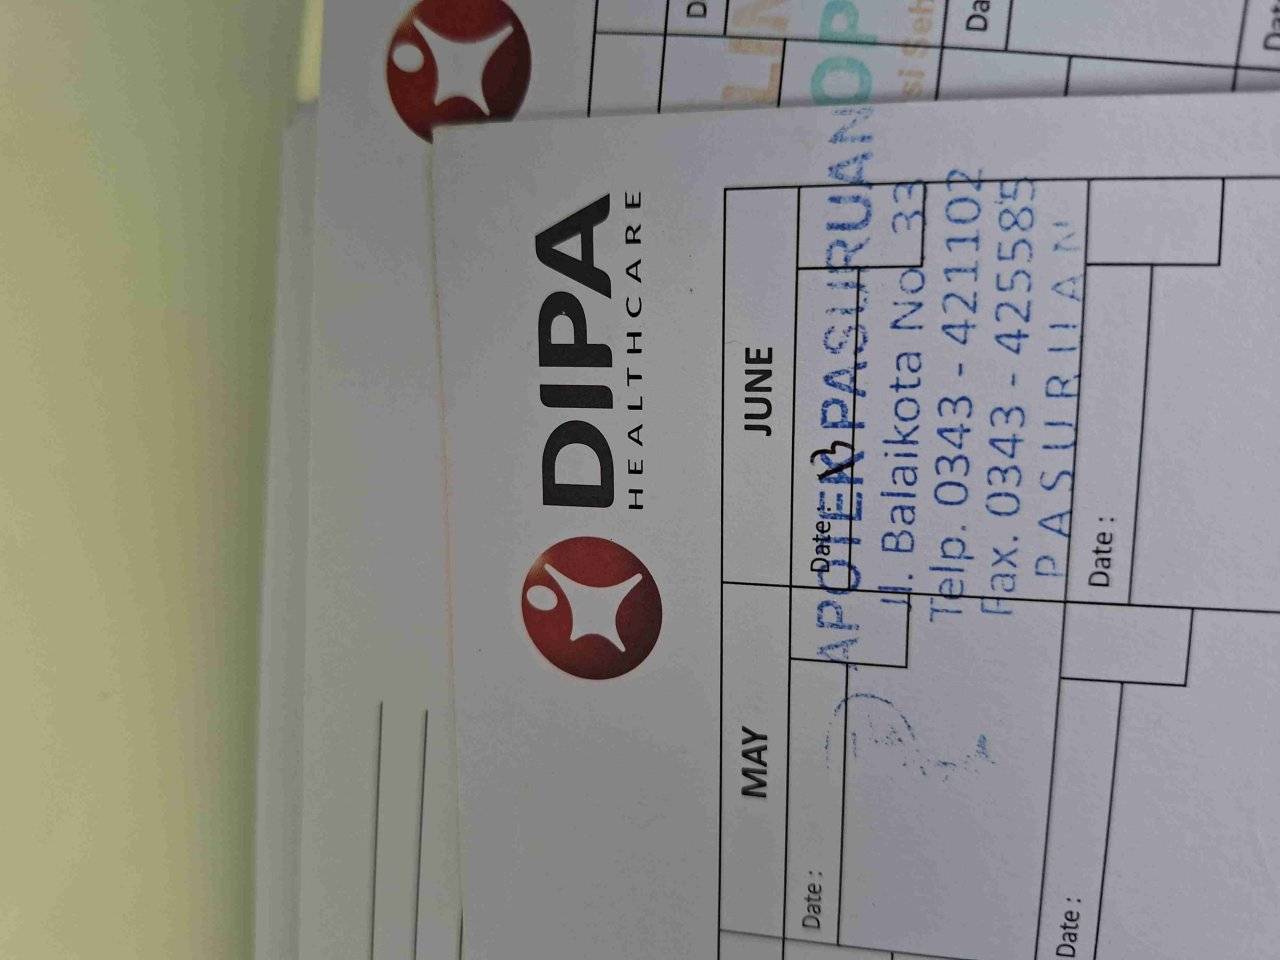 DIPA
HEALTHCARE
MAY
JUNE
Date :
Date :
APOTEK PASURUAN
Jl. Balaikota No 33
Telp. 0343 - 421102
Fax. 0343 - 425585
PASURUAN
Date :
Date :